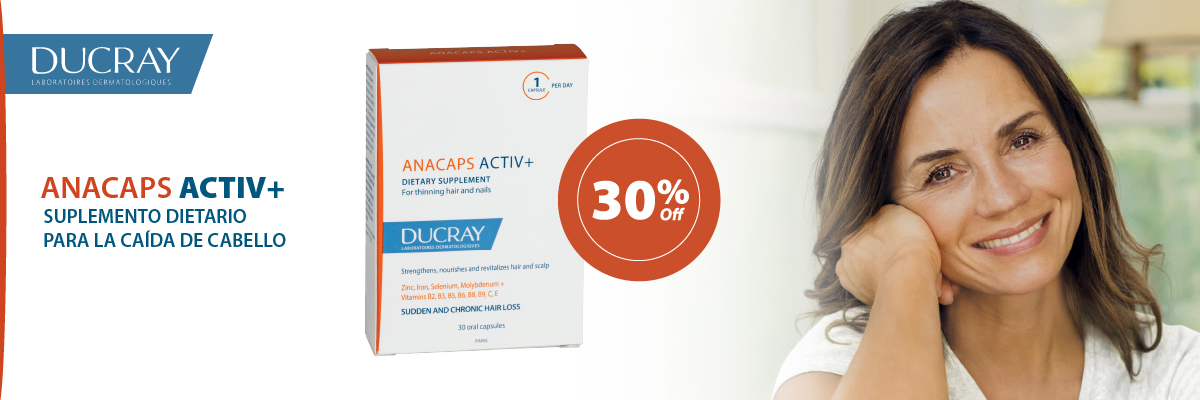 DUCRAY
LABORATOIRES DERMATOLOGIQUES
ANACAPS ACTIV+
SUPLEMENTO DIETARIO
PARA LA CAÍDA DE CABELLO
ANACAPS ACTIV+
1
CAPSULE
PER DAY
ANACAPS ACTIV+
DIETARY SUPPLEMENT
For thinning hair and nails
DUCRAY
LABORATOIRES DERMATOLOGIQUES
Strengthens, nourishes and revitalizes hair and scalp
Zinc, Iron, Selenium, Molybdenum +
Vitamins B2, B3, B5, B6, B8, B9, C, E
SUDDEN AND CHRONIC HAIR LOSS
30 oral capsules
30%
Off